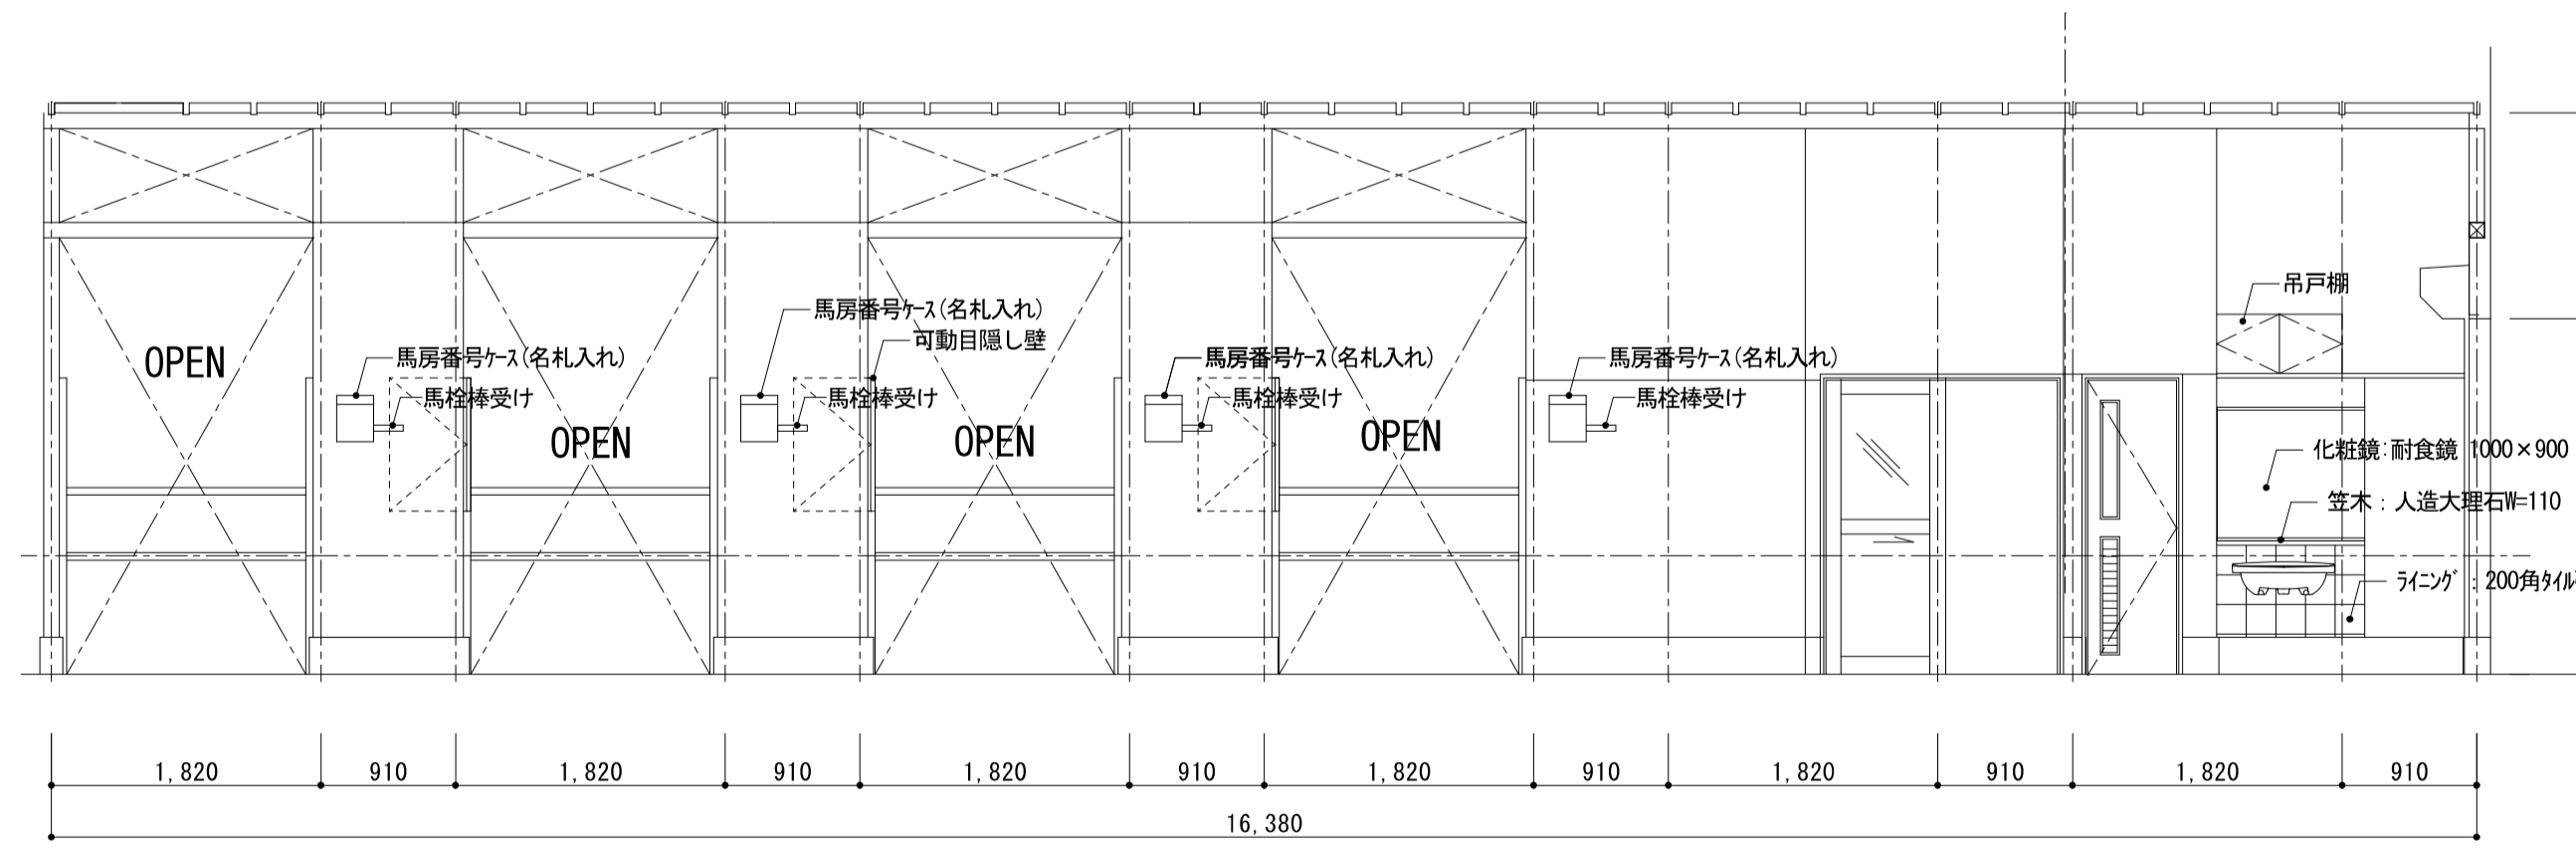 吊戸棚
馬房番号ケース(名札入れ)
可動目隠し壁
OPEN
馬房番号ケース(名札入れ)
馬房番号ケース(名札入れ)
馬房番号ケース(名札入れ)
馬栓棒受け
馬栓棒受け
馬栓棒受け
馬栓棒受け
OPEN
OPEN
OPEN
化粧鏡:耐食鏡 1000×900
笠木:人造大理石W=110
ライニング:200角タイル
1,820 910 1,820 910 1,820 910 1,820 910 1,820 910 1,820 910
16,380